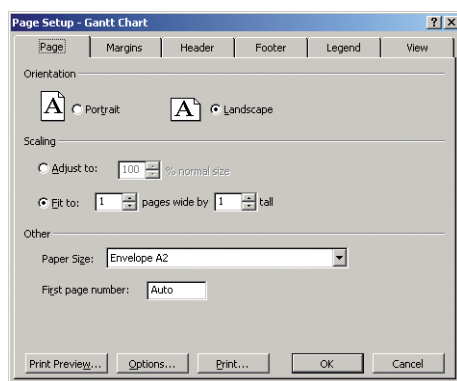 Page Setup - Gantt Chart
Page Margins Header Footer Legend View
Orientation
A Portrait A Landscape
Scaling
Adjust to: 100 % normal size
Fit to: 1 pages wide by 1 tall
Other
Paper Size: Envelope A2
First page number: Auto
Print Preview... Options... Print... OK Cancel